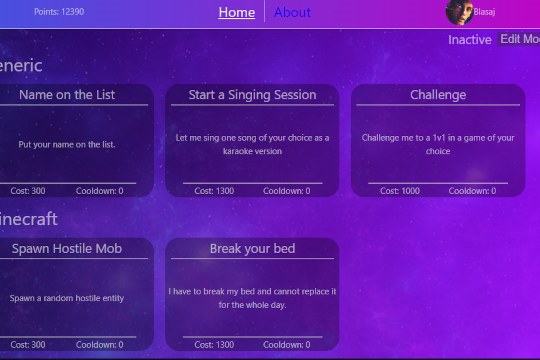 Points: 12390
Home
About
Blasaj
Inactive
Edit Mo
eneric
Name on the List
Start a Singing Session
Challenge
Put your name on the list.
Let me sing one song of your choice as a
karaoke version
Challenge me to a 1v1 in a game of your
choice
Cost: 300 Cooldown: 0
Cost: 1300 Cooldown: 0
Cost: 1000 Cooldown: 0
inecraft
Spawn Hostile Mob
Break your bed
Spawn a random hostile entity
I have to break my bed and cannot replace it
for the whole day.
Cost: 300 Cooldown: 0
Cost: 1300 Cooldown: 0